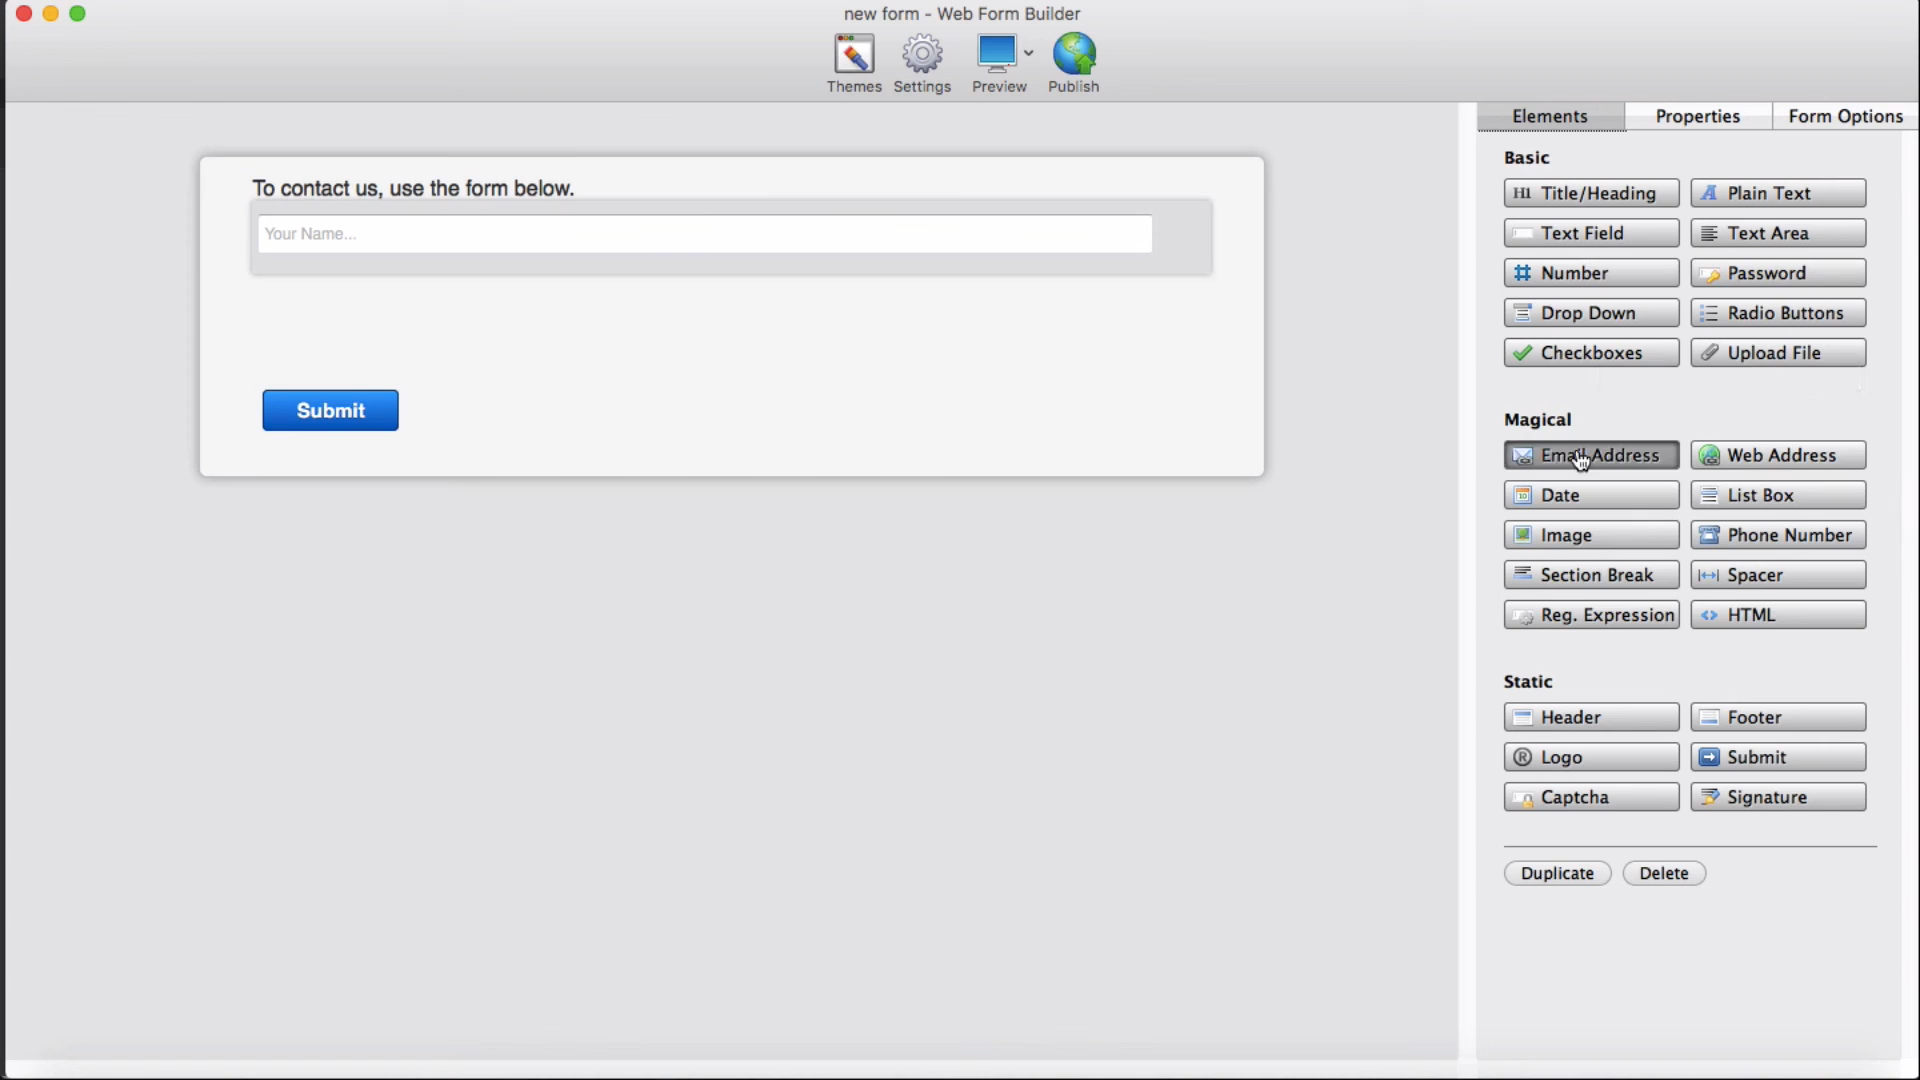 new form - Web Form Builder
Themes Settings Preview Publish
Elements Properties Form Options
To contact us, use the form below.
Your Name...
Submit
Basic
H1 Title/Heading A Plain Text
Text Field Text Area
Number Password
Drop Down Radio Buttons
Checkboxes Upload File
Magical
Email Address Web Address
10 Date List Box
Image Phone Number
Section Break Spacer
Reg. Expression <> HTML
Static
Header Footer
® Logo Submit
Captcha Signature
Duplicate Delete